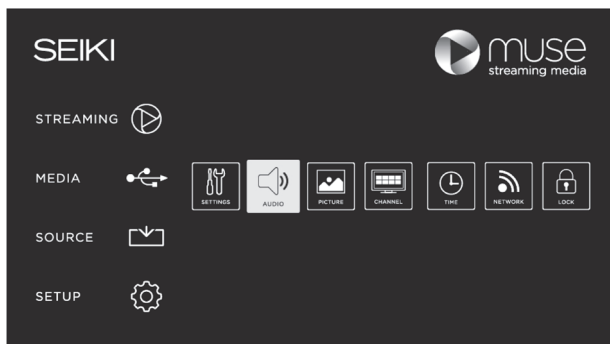 SEIKI
muse
streaming media
STREAMING
MEDIA
SETTINGS
AUDIO
PICTURE
CHANNEL
TIME
NETWORK
LOCK
SOURCE
SETUP